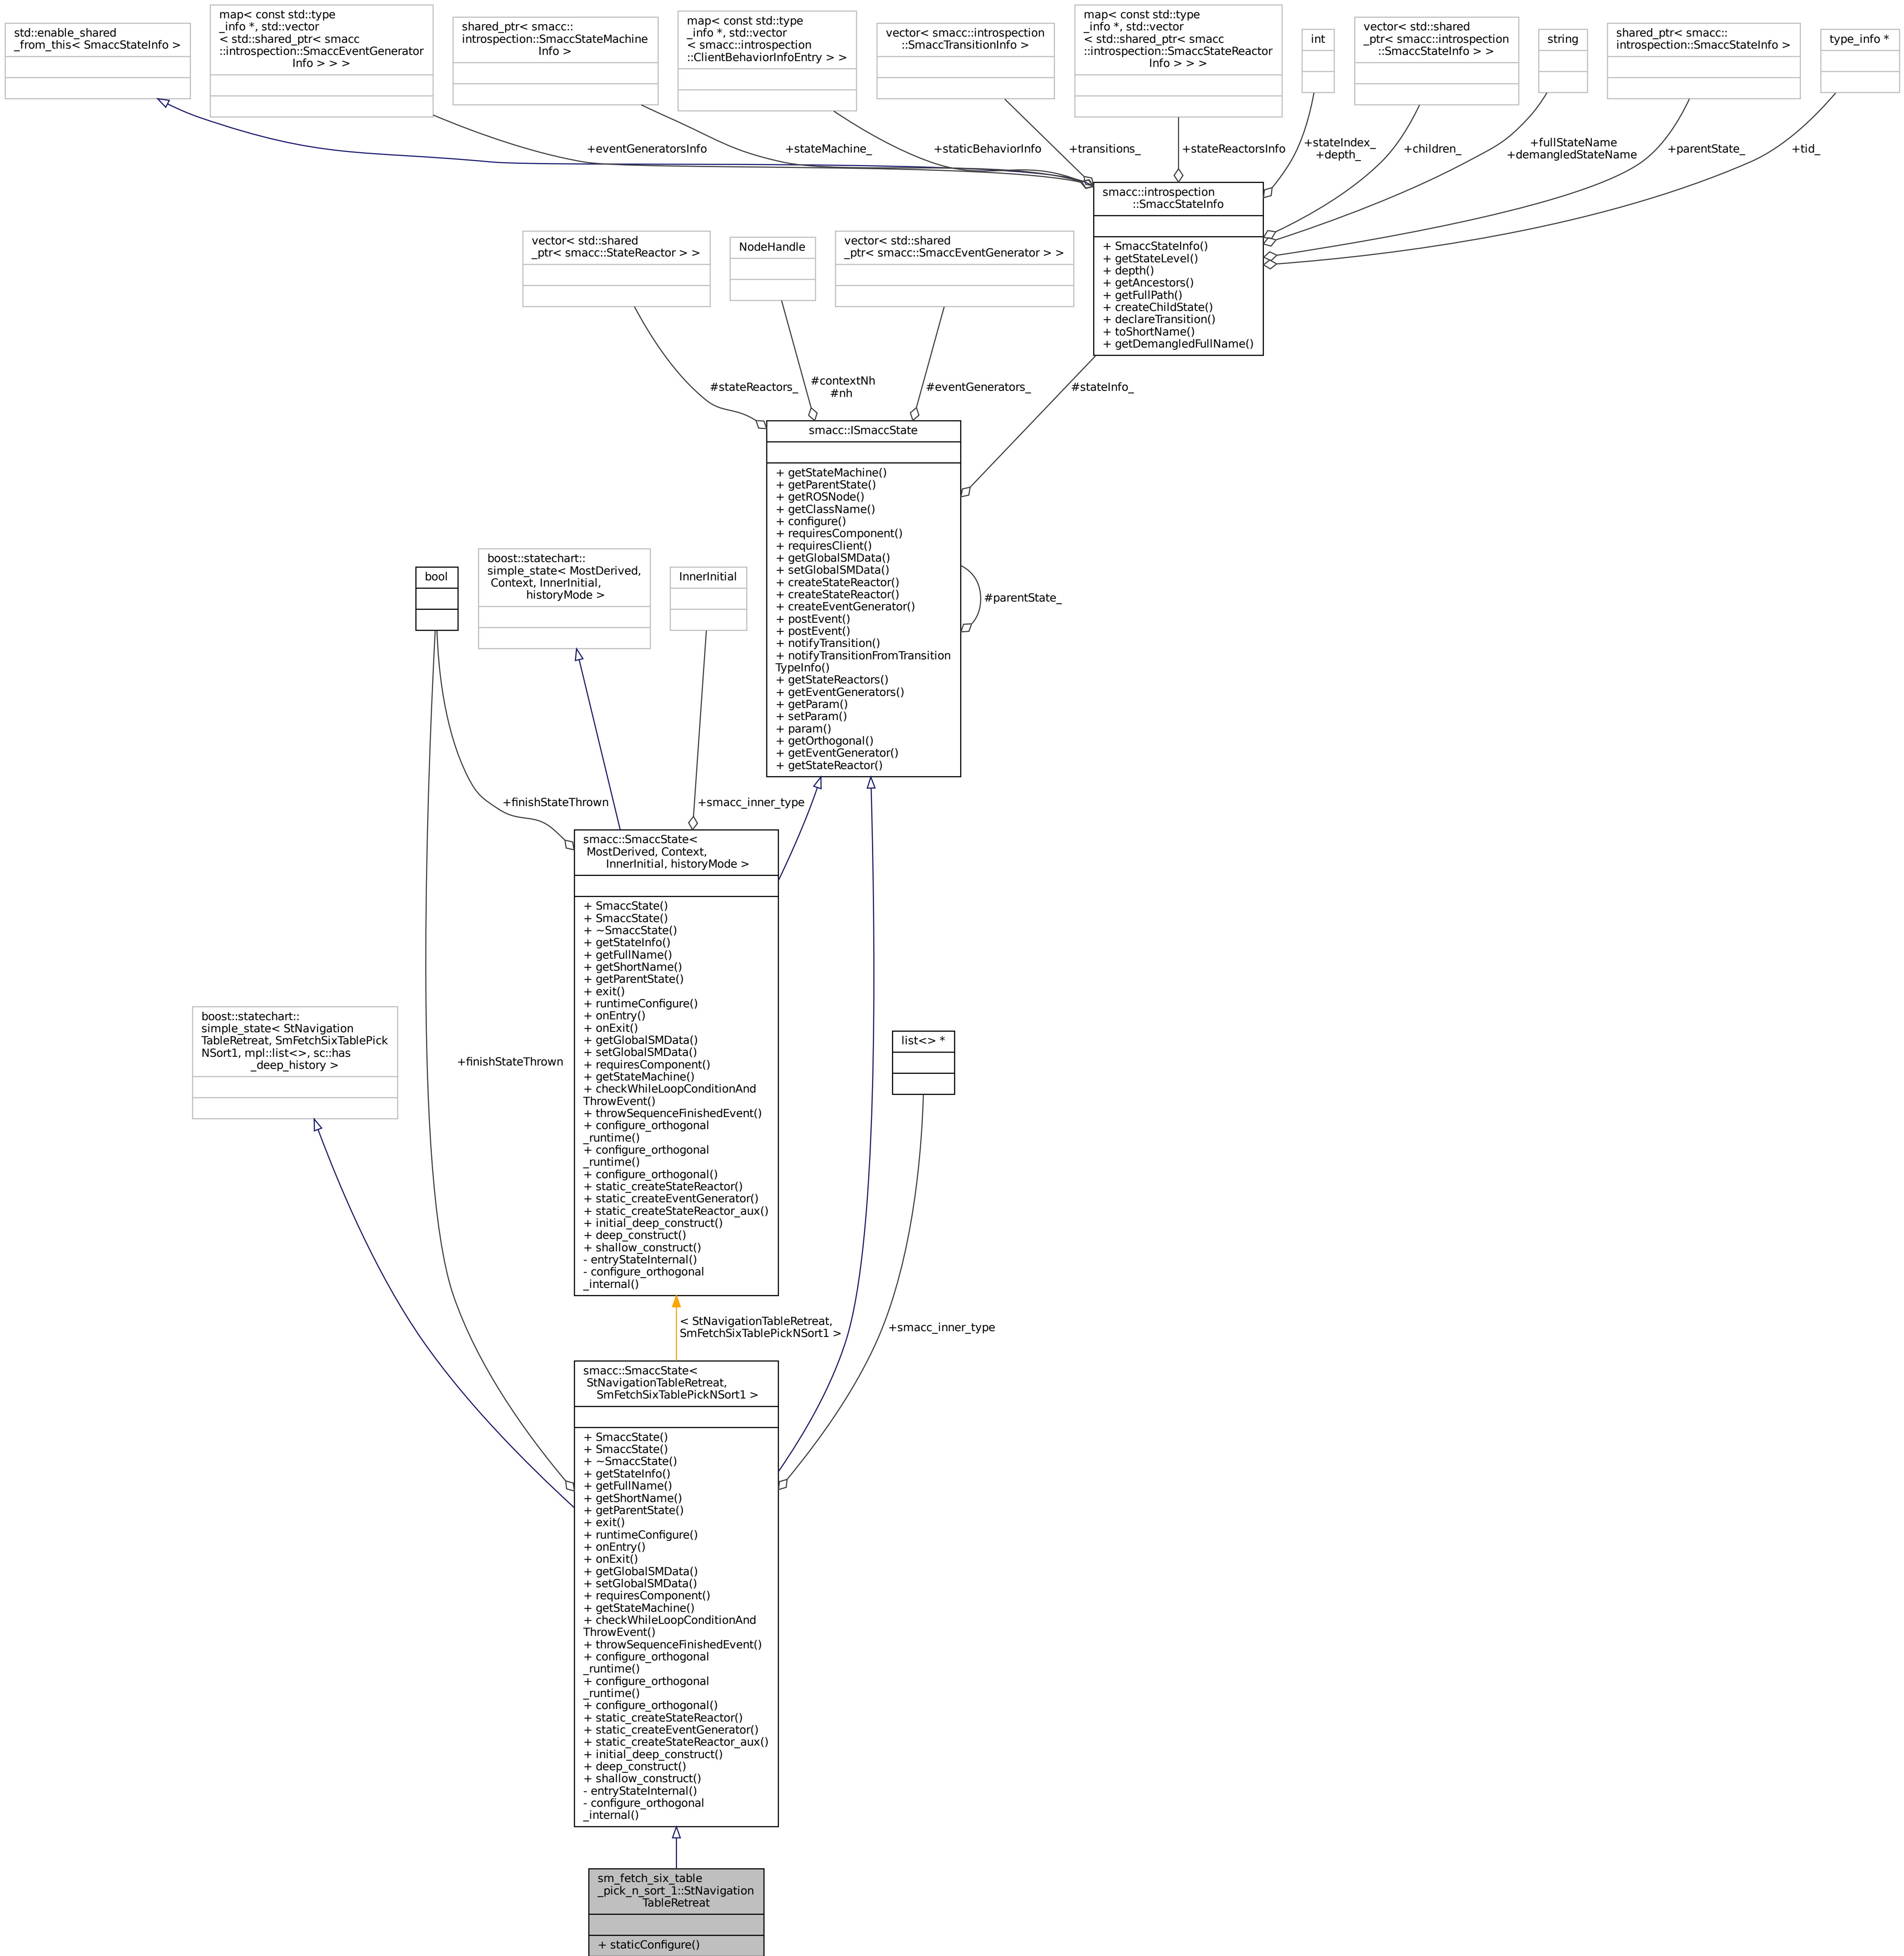 std::enable_shared
_from_this< SmaccStateInfo >
map< const std::type
_info *, std::vector
< std::shared_ptr< smacc
::introspection::SmaccEventGenerator
Info > > >
shared_ptr< smacc::
introspection::SmaccStateMachine
Info >
map< const std::type
_info *, std::vector
< smacc::introspection
::ClientBehaviorInfoEntry > >
vector< smacc::introspection
::SmaccTransitionInfo >
map< const std::type
_info *, std::vector
< std::shared_ptr< smacc
::introspection::SmaccStateReactor
Info > > >
int
vector< std::shared
_ptr< smacc::introspection
::SmaccStateInfo > >
string
shared_ptr< smacc::
introspection::SmaccStateInfo >
type_info *
+eventGeneratorsInfo
+stateMachine_
+staticBehaviorInfo
+transitions_
+stateReactorsInfo
+stateIndex_
+depth_
+children_
+fullStateName
+demangledStateName
+parentState_
+tid_
smacc::introspection
::SmaccStateInfo
+ SmaccStateInfo()
+ getStateLevel()
+ depth()
+ getAncestors()
+ getFullPath()
+ createChildState()
+ declareTransition()
+ toShortName()
+ getDemangledFullName()
vector< std::shared
_ptr< smacc::StateReactor > >
NodeHandle
vector< std::shared
_ptr< smacc::SmaccEventGenerator > >
#stateReactors_
#contextNh
#nh
#eventGenerators_
#stateInfo_
smacc::ISmaccState
+ getStateMachine()
+ getParentState()
+ getROSNode()
+ getClassName()
+ configure()
+ requiresComponent()
+ requiresClient()
+ getGlobalSMData()
+ setGlobalSMData()
+ createStateReactor()
+ createStateReactor()
+ createEventGenerator()
+ postEvent()
+ postEvent()
+ notifyTransition()
+ notifyTransitionFromTransition
TypeInfo()
+ getStateReactors()
+ getEventGenerators()
+ getParam()
+ setParam()
+ param()
+ getOrthogonal()
+ getEventGenerator()
+ getStateReactor()
#parentState_
bool
boost::statechart::
simple_state< MostDerived,
Context, InnerInitial,
historyMode >
InnerInitial
+finishStateThrown
+smacc_inner_type
smacc::SmaccState<
MostDerived, Context,
InnerInitial, historyMode >
+ SmaccState()
+ SmaccState()
+ ~SmaccState()
+ getStateInfo()
+ getFullName()
+ getShortName()
+ getParentState()
+ exit()
+ runtimeConfigure()
+ onEntry()
+ onExit()
+ getGlobalSMData()
+ setGlobalSMData()
+ requiresComponent()
+ getStateMachine()
+ checkWhileLoopConditionAnd
ThrowEvent()
+ throwSequenceFinishedEvent()
+ configure_orthogonal
_runtime()
+ configure_orthogonal
_runtime()
+ configure_orthogonal()
+ static_createStateReactor()
+ static_createEventGenerator()
+ static_createStateReactor_aux()
+ initial_deep_construct()
+ deep_construct()
+ shallow_construct()
- entryStateInternal()
- configure_orthogonal
_internal()
boost::statechart::
simple_state< StNavigation
TableRetreat, SmFetchSixTablePick
NSort1, mpl::list<>, sc::has
_deep_history >
+finishStateThrown
list<> *
< StNavigationTableRetreat,
SmFetchSixTablePickNSort1 >
+smacc_inner_type
smacc::SmaccState<
StNavigationTableRetreat,
SmFetchSixTablePickNSort1 >
+ SmaccState()
+ SmaccState()
+ ~SmaccState()
+ getStateInfo()
+ getFullName()
+ getShortName()
+ getParentState()
+ exit()
+ runtimeConfigure()
+ onEntry()
+ onExit()
+ getGlobalSMData()
+ setGlobalSMData()
+ requiresComponent()
+ getStateMachine()
+ checkWhileLoopConditionAnd
ThrowEvent()
+ throwSequenceFinishedEvent()
+ configure_orthogonal
_runtime()
+ configure_orthogonal
_runtime()
+ configure_orthogonal()
+ static_createStateReactor()
+ static_createEventGenerator()
+ static_createStateReactor_aux()
+ initial_deep_construct()
+ deep_construct()
+ shallow_construct()
- entryStateInternal()
- configure_orthogonal
_internal()
sm_fetch_six_table
_pick_n_sort_1::StNavigation
TableRetreat
+ staticConfigure()